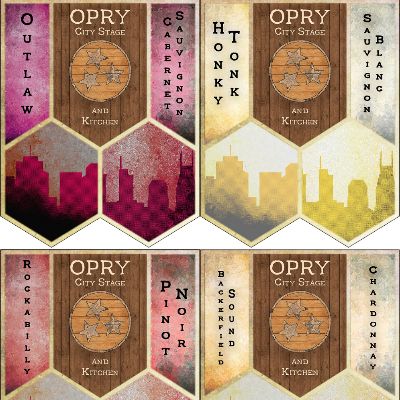 Outlaw
OPRY
City Stage
and
Kitchen
Cabernet
Sauvignon
Honky
Tonk
OPRY
City Stage
and
Kitchen
Sauvignon
Blanc
Rockabilly
OPRY
City Stage
and
Kitchen
Pinot
Noir
Backerfield
Sound
OPRY
City Stage
and
Kitchen
Chardonnay